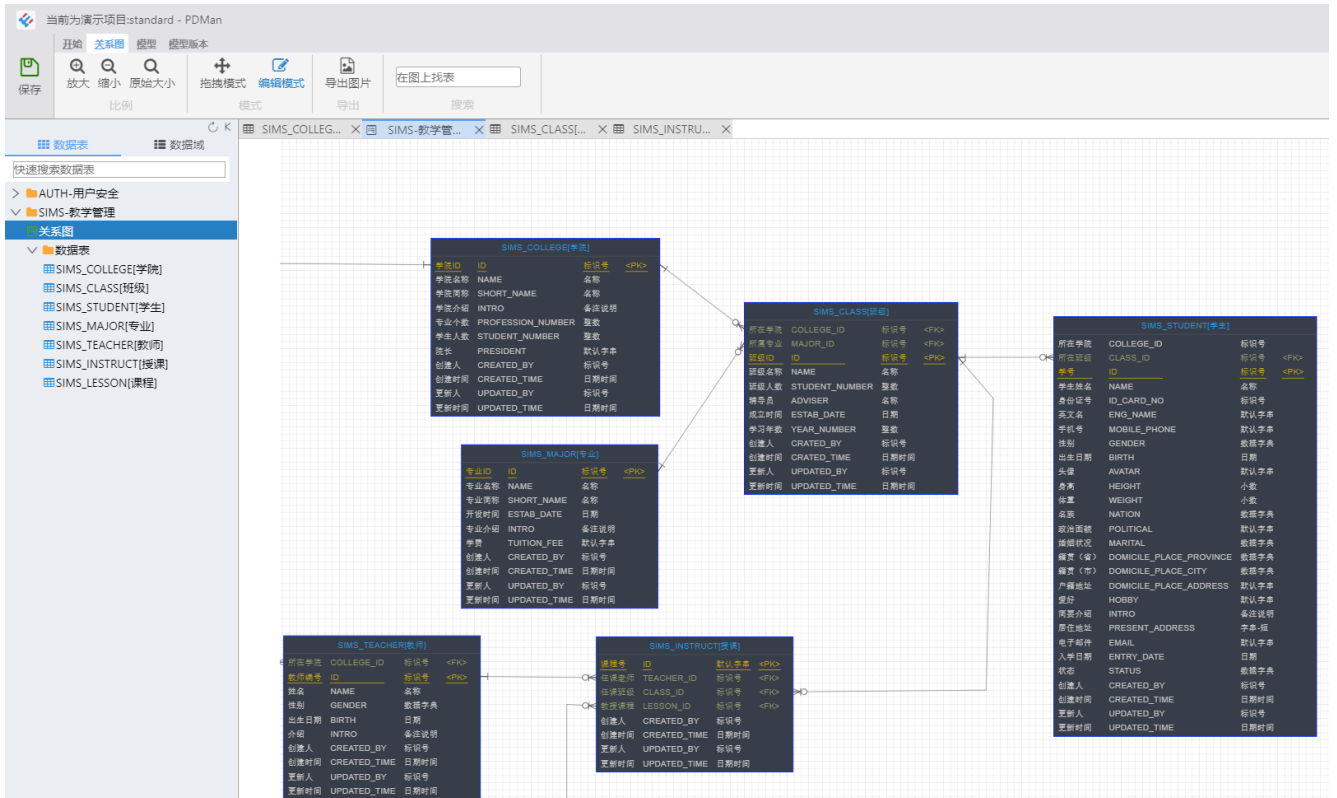 当前为演示项目:standard - PDMan
开始 关系图 模型 模型版本
保存
放大 缩小 原始大小
比例
拖拽模式 编辑模式
模式
导出图片
导出
在图上找表
搜索
SIMS_COLLEG... SIMS-教学管... SIMS_CLASS[... SIMS_INSTRU...
数据表 数据域
快速搜索数据表
AUTH-用户安全
SIMS-教学管理
关系图
数据表
SIMS_COLLEGE[学院]
SIMS_CLASS[班级]
SIMS_STUDENT[学生]
SIMS_MAJOR[专业]
SIMS_TEACHER[教师]
SIMS_INSTRUCT[授课]
SIMS_LESSON[课程]
SIMS_COLLEGE[学院]
学院ID ID 标识号 <PK>
学院名称 NAME 名称
学院简称 SHORT_NAME 名称
学院介绍 INTRO 备注说明
专业个数 PROFESSION_NUMBER 整数
学生人数 STUDENT_NUMBER 整数
院长 PRESIDENT 默认字串
创建人 CREATED_BY 标识号
创建时间 CREATED_TIME 日期时间
更新人 UPDATED_BY 标识号
更新时间 UPDATED_TIME 日期时间
SIMS_CLASS[班级]
所在学院 COLLEGE_ID 标识号 <FK>
所属专业 MAJOR_ID 标识号 <FK>
班级ID ID 标识号 <PK>
班级名称 NAME 名称
班级人数 STUDENT_NUMBER 整数
辅导员 ADVISER 名称
成立时间 ESTAB_DATE 日期
学习年数 YEAR_NUMBER 整数
创建人 CRATED_BY 标识号
创建时间 CRATED_TIME 日期时间
更新人 UPDATED_BY 标识号
更新时间 UPDATED_TIME 日期时间
SIMS_STUDENT[学生]
所在学院 COLLEGE_ID 标识号
所在班级 CLASS_ID 标识号 <FK>
学号 ID 标识号 <PK>
学生姓名 NAME 名称
身份证号 ID_CARD_NO 标识号
英文名 ENG_NAME 默认字串
手机号 MOBILE_PHONE 默认字串
性别 GENDER 数据字典
出生日期 BIRTH 日期
头像 AVATAR 默认字串
身高 HEIGHT 小数
体重 WEIGHT 小数
名族 NATION 数据字典
政治面貌 POLITICAL 默认字串
婚姻状况 MARITAL 数据字典
籍贯（省） DOMICILE_PLACE_PROVINCE 数据字典
籍贯（市） DOMICILE_PLACE_CITY 数据字典
户籍地址 DOMICILE_PLACE_ADDRESS 默认字串
爱好 HOBBY 默认字串
简要介绍 INTRO 备注说明
居住地址 PRESENT_ADDRESS 字串-短
电子邮件 EMAIL 默认字串
入学日期 ENTRY_DATE 日期
状态 STATUS 数据字典
创建人 CREATED_BY 标识号
创建时间 CREATED_TIME 日期时间
更新人 UPDATED_BY 标识号
更新时间 UPDATED_TIME 日期时间
SIMS_MAJOR[专业]
专业ID ID 标识号 <PK>
专业名称 NAME 名称
专业简称 SHORT_NAME 名称
开设时间 ESTAB_DATE 日期
专业介绍 INTRO 备注说明
学费 TUITION_FEE 默认字串
创建人 CREATED_BY 标识号
创建时间 CREATED_TIME 日期时间
更新人 UPDATED_BY 标识号
更新时间 UPDATED_TIME 日期时间
SIMS_TEACHER[教师]
所在学院 COLLEGE_ID 标识号 <FK>
教师编号 ID 标识号 <PK>
姓名 NAME 名称
性别 GENDER 数据字典
出生日期 BIRTH 日期
介绍 INTRO 备注说明
创建人 CREATED_BY 标识号
创建时间 CREATED_TIME 日期时间
更新人 UPDATED_BY 标识号
更新时间 UPDATED_TIME 日期时间
SIMS_INSTRUCT[授课]
课程号 ID 默认字串 <PK>
任课老师 TEACHER_ID 标识号 <FK>
任课班级 CLASS_ID 标识号 <FK>
教授课程 LESSON_ID 标识号 <FK>
创建人 CREATED_BY 标识号
创建时间 CREATED_TIME 日期时间
更新人 UPDATED_BY 标识号
更新时间 UPDATED_TIME 日期时间